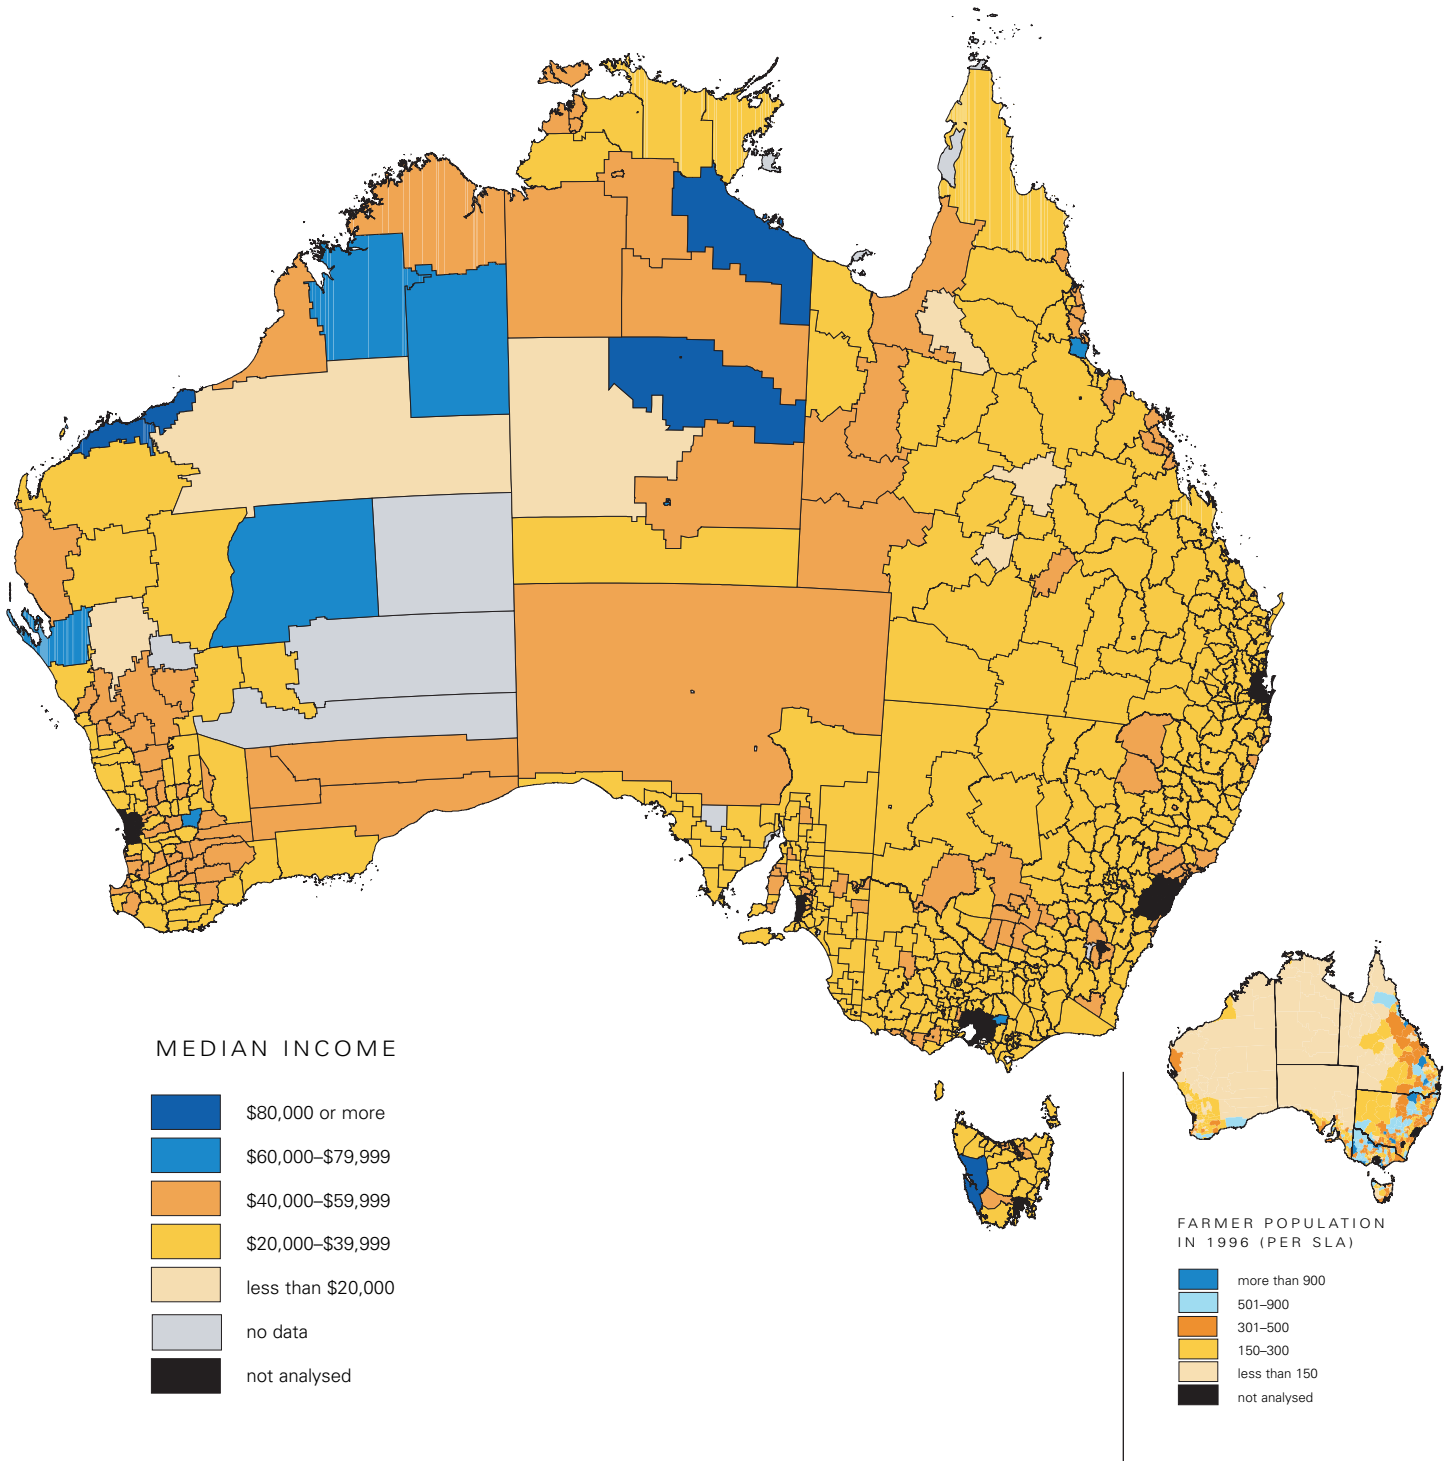 MEDIAN INCOME
$80,000 or more
$60,000–$79,999
$40,000–$59,999
$20,000–$39,999
less than $20,000
no data
not analysed
FARMER POPULATION
IN 1996 (PER SLA)
more than 900
501–900
301–500
150–300
less than 150
not analysed